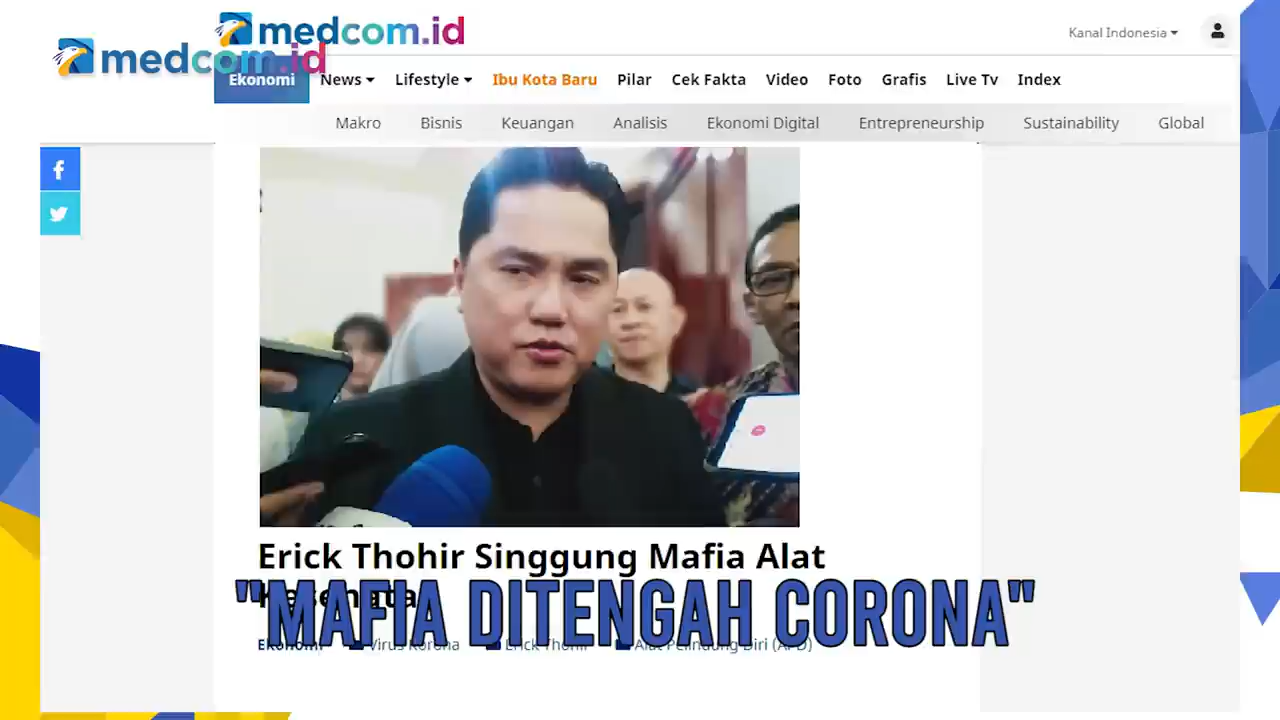 medcom.id
medcom.id
Kanal Indonesia
Ekonomi News Lifestyle Ibu Kota Baru Pilar Cek Fakta Video Foto Grafis Live Tv Index
Makro Bisnis Keuangan Analisis Ekonomi Digital Entrepreneurship Sustainability Global
Erick Thohir Singgung Mafia Alat
Kesehatan
"MAFIA DITENGAH CORONA"
Ekonomi Virus Korona Erick Thohir Alat Pelindung Diri (APD)